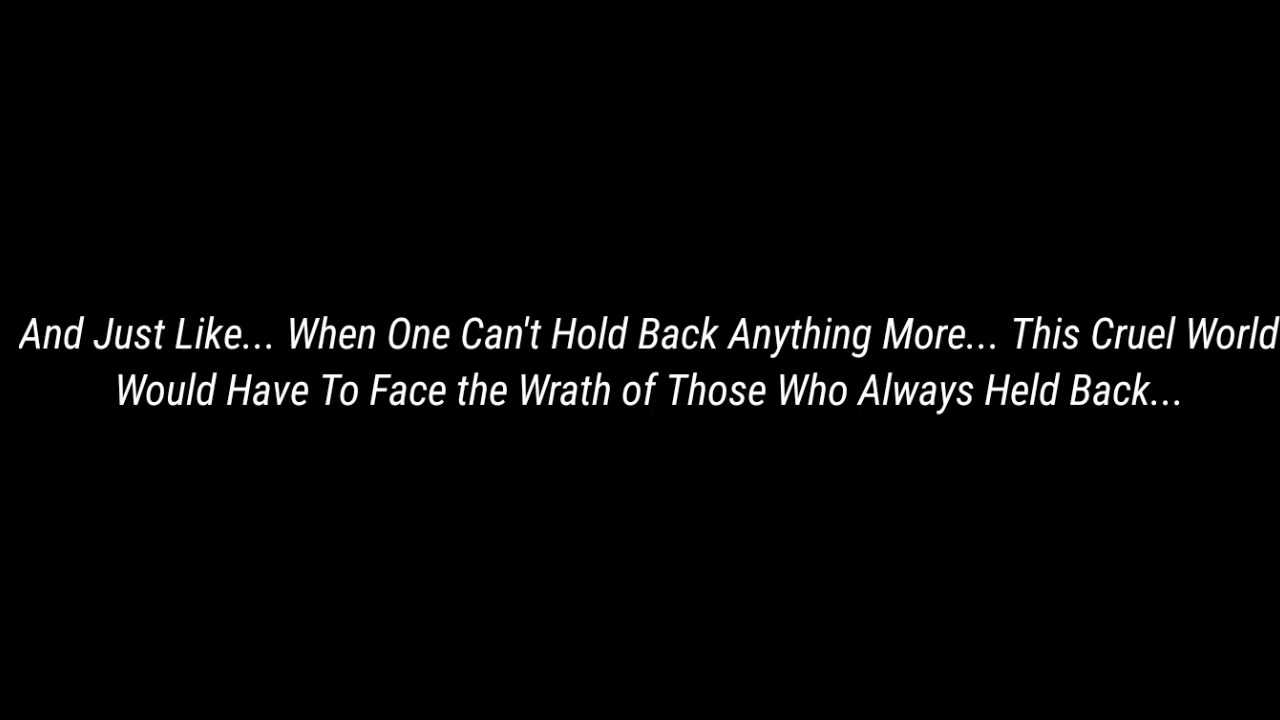 And Just Like... When One Can't Hold Back Anything More... This Cruel World
Would Have To Face the Wrath of Those Who Always Held Back...